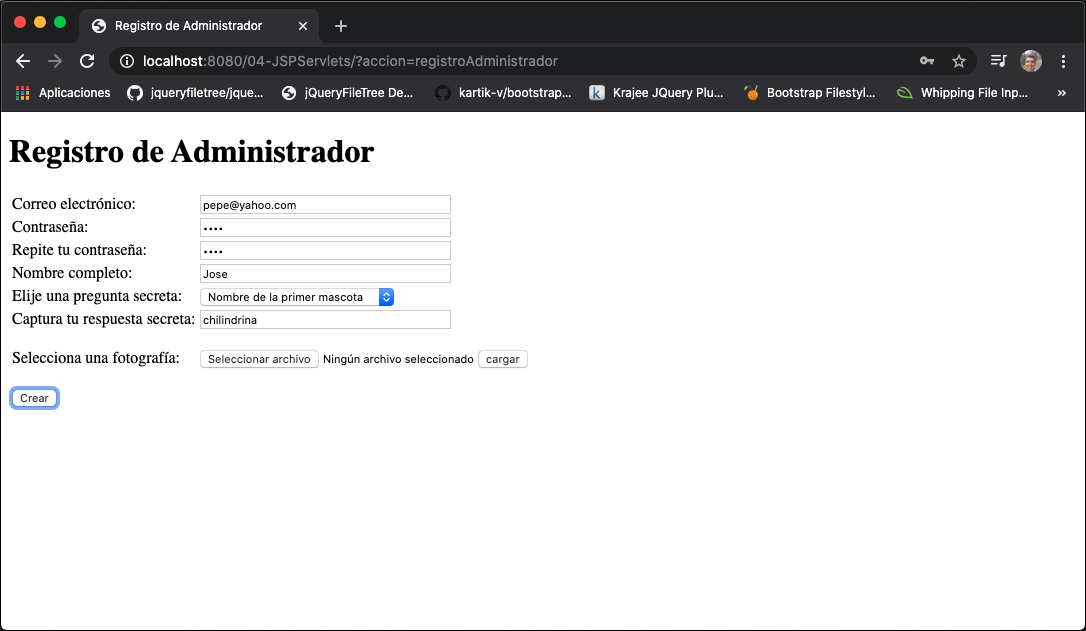 Registro de Administrador
localhost:8080/04-JSPServlets/?accion=registroAdministrador
Aplicaciones jqueryfiletree/jque... jQueryFileTree De... kartik-v/bootstrap... Krajee JQuery Plu... Bootstrap Filestyl... Whipping File Inp... »
Registro de Administrador
Correo electrónico: pepe@yahoo.com
Contraseña: ••••
Repite tu contraseña: ••••
Nombre completo: Jose
Elije una pregunta secreta: Nombre de la primer mascota
Captura tu respuesta secreta: chilindrina
Selecciona una fotografía: Seleccionar archivo Ningún archivo seleccionado cargar
Crear